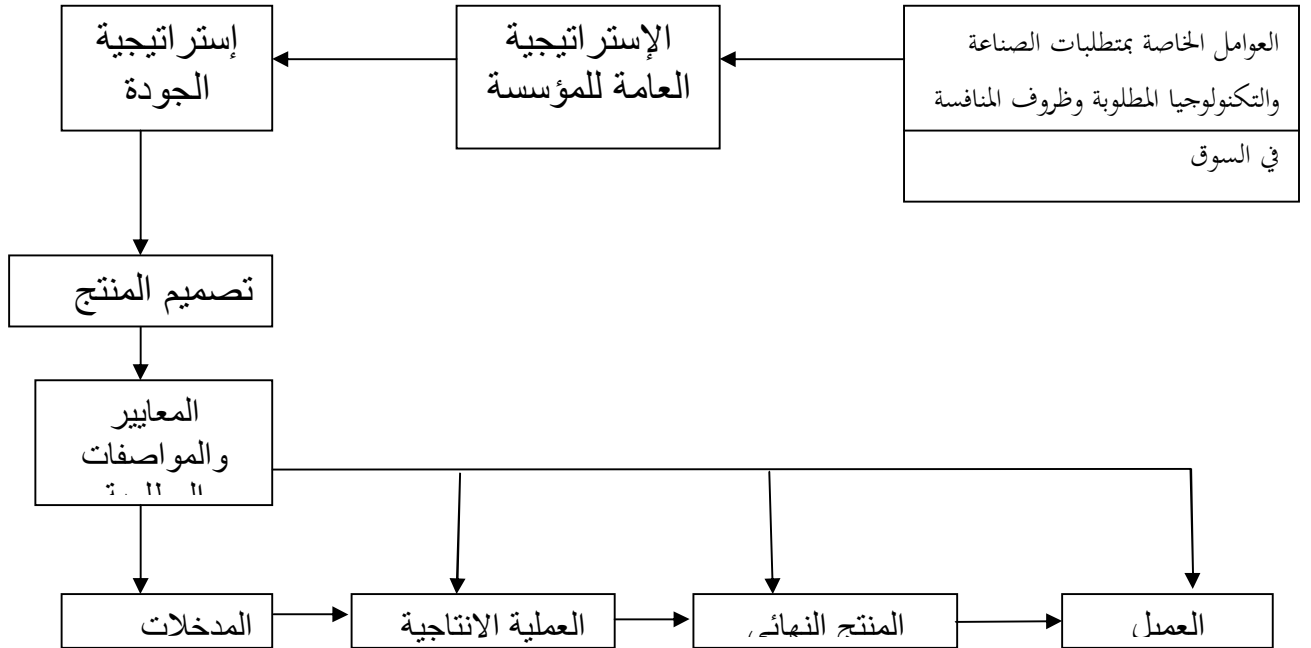 العوامل الخاصة بمتطلبات الصناعة
والتكنولوجيا المطلوبة وظروف المنافسة
في السوق
الإستراتيجية
العامة للمؤسسة
إستراتيجية
الجودة
تصميم المنتج
المعايير
والمواصفات
المدخلات
العملية الانتاجية
المنتج النهائي
العميل